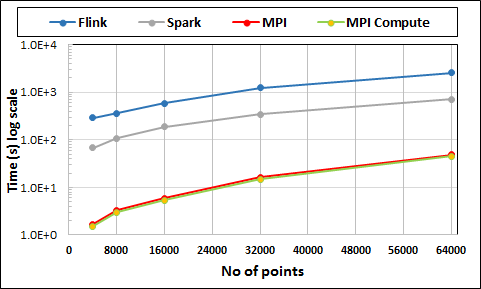 Flink Spark MPI MPI Compute
1.0E+4
1.0E+3
1.0E+2
1.0E+1
1.0E+0
Time (s) log scale
0 8000 16000 24000 32000 40000 48000 56000 64000
No of points